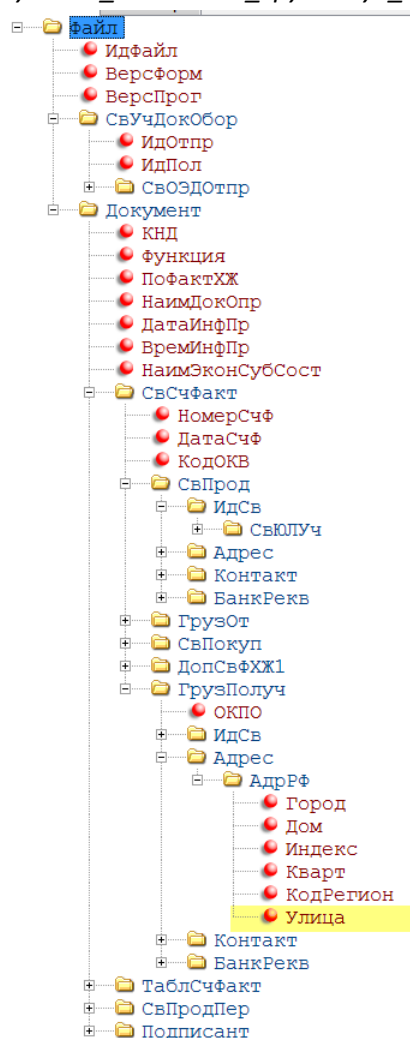 Файл
ИдФайл
ВерсФорм
ВерсПрог
СвУчДокОбор
ИдОтпр
ИдПол
СвОЭДОтпр
Документ
КНД
Функция
ПоФактХЖ
НаимДокОпр
ДатаИнфПр
ВремИнфПр
НаимЭконСубСост
СвСчФакт
НомерСчФ
ДатаСчФ
КодОКВ
СвПрод
ИдСв
СвЮЛУч
Адрес
Контакт
БанкРекв
ГрузОт
СвПокуп
ДопСвФХЖ1
ГрузПолуч
ОКПО
ИдСв
Адрес
АдрРФ
Город
Дом
Индекс
Кварт
КодРегион
Улица
Контакт
БанкРекв
ТаблСчФакт
СвПродПер
Подписант